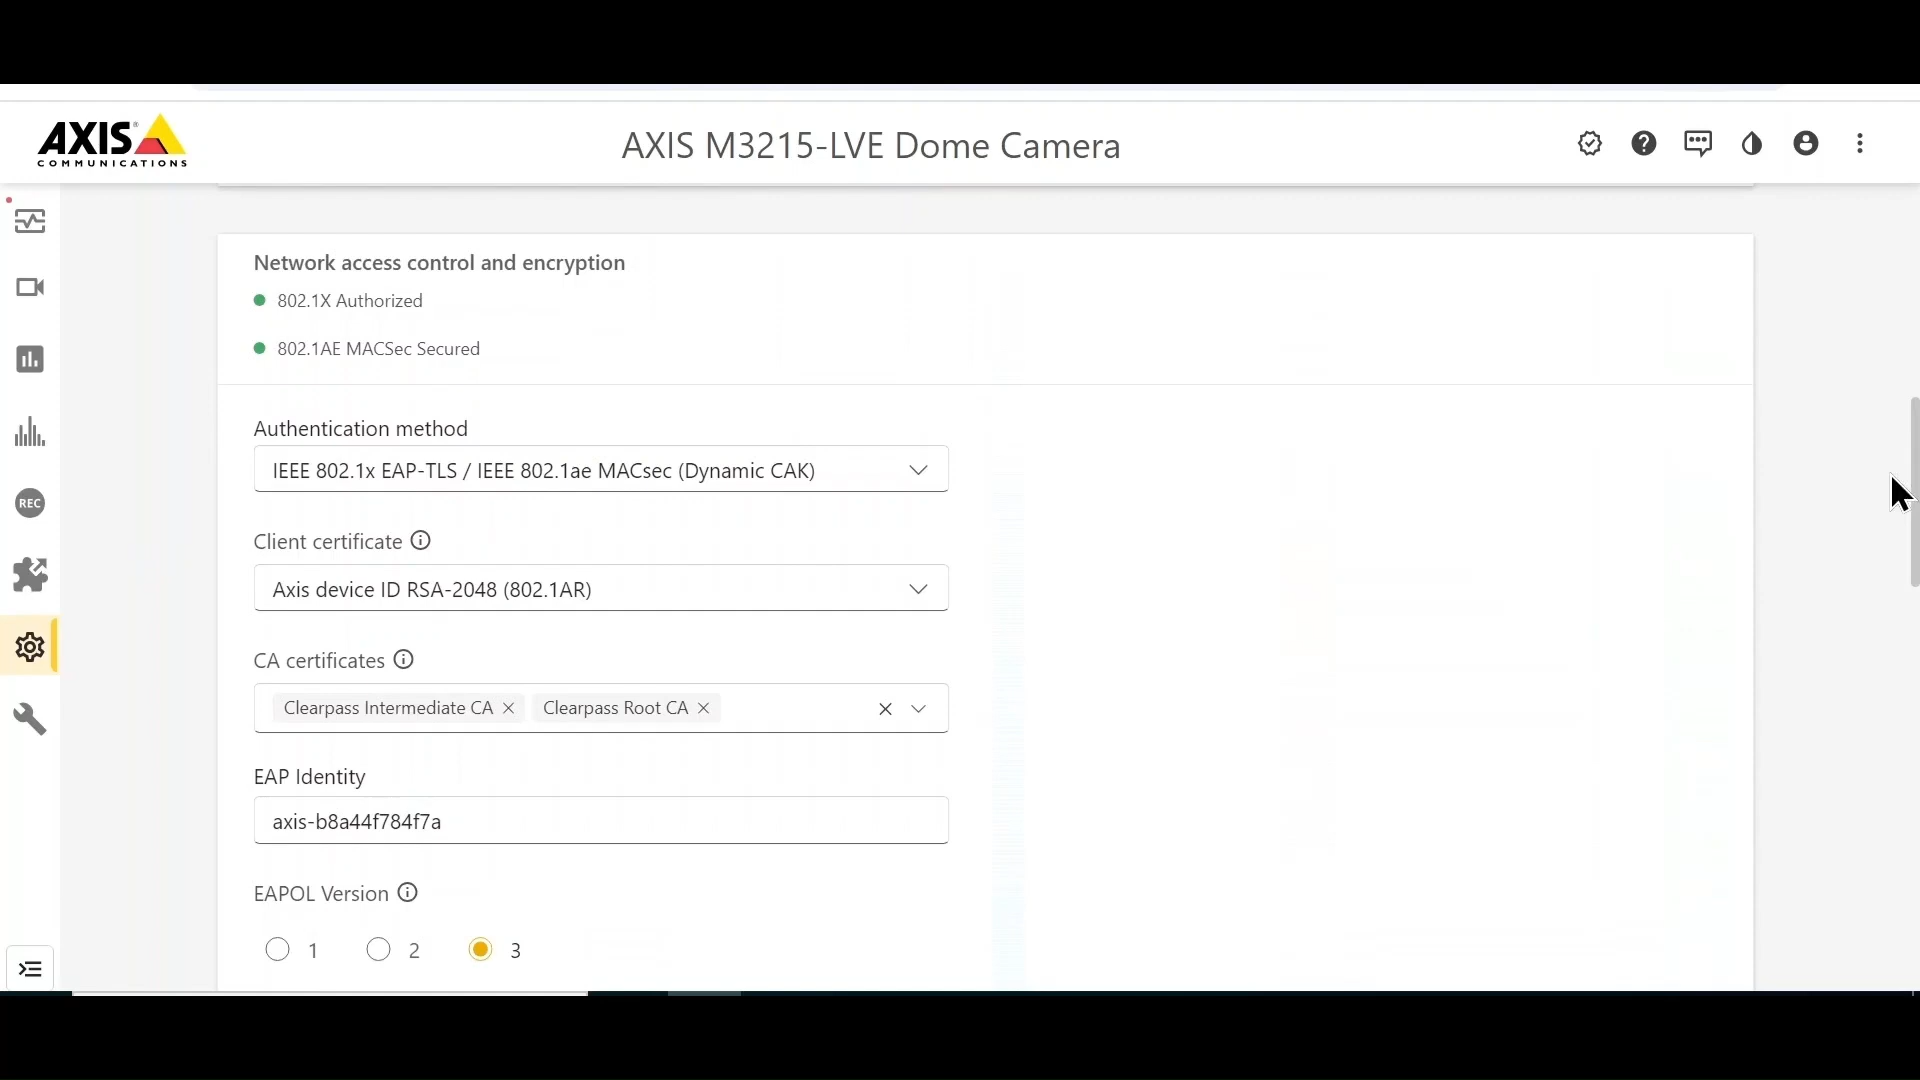 AXIS
COMMUNICATIONS
AXIS M3215-LVE Dome Camera
Network access control and encryption
802.1X Authorized
802.1AE MACSec Secured
Authentication method
IEEE 802.1x EAP-TLS / IEEE 802.1ae MACsec (Dynamic CAK)
Client certificate
Axis device ID RSA-2048 (802.1AR)
REC
CA certificates
Clearpass Intermediate CA Clearpass Root CA
EAP Identity
axis-b8a44f784f7a
EAPOL Version
1 2 3